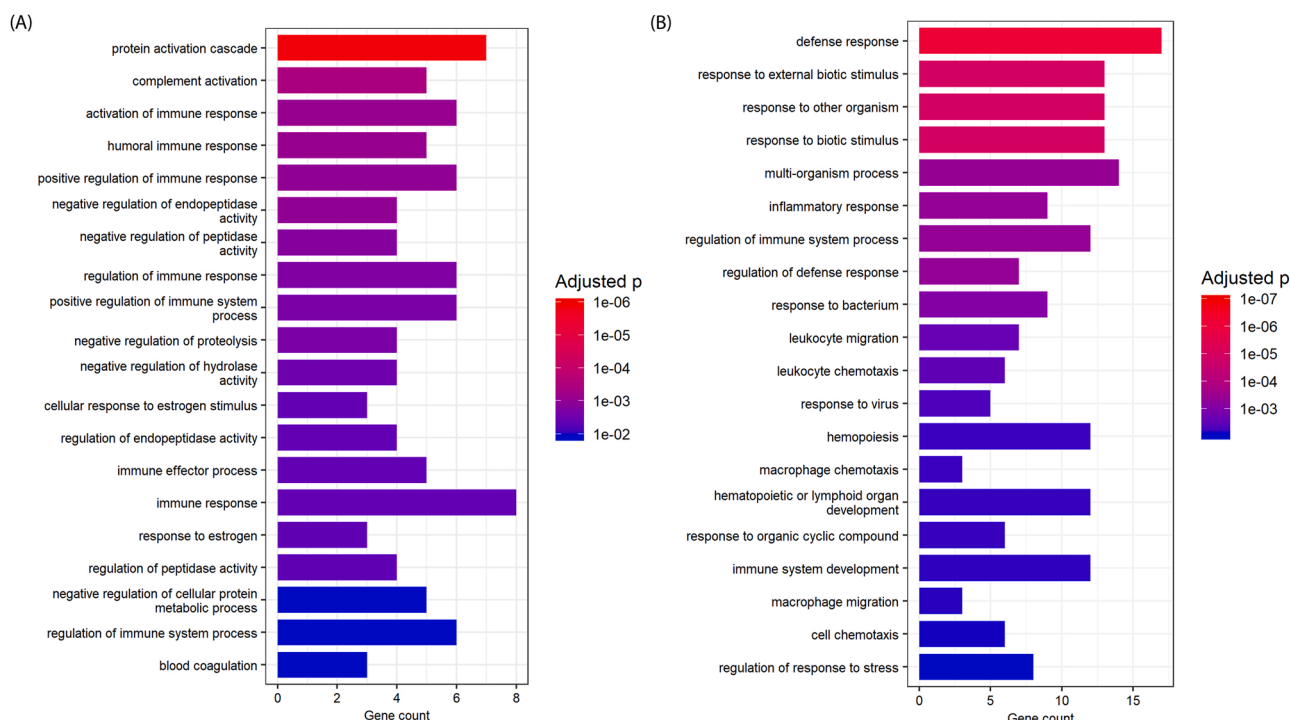 (A)
protein activation cascade
complement activation
activation of immune response
humoral immune response
positive regulation of immune response
negative regulation of endopeptidase
activity
negative regulation of peptidase
activity
regulation of immune response
positive regulation of immune system
process
negative regulation of proteolysis
negative regulation of hydrolase
activity
cellular response to estrogen stimulus
regulation of endopeptidase activity
immune effector process
immune response
response to estrogen
regulation of peptidase activity
negative regulation of cellular protein
metabolic process
regulation of immune system process
blood coagulation
0 2 4 6 8
Gene count
Adjusted p
1e-06
1e-05
1e-04
1e-03
1e-02
(B)
defense response
response to external biotic stimulus
response to other organism
response to biotic stimulus
multi-organism process
inflammatory response
regulation of immune system process
regulation of defense response
response to bacterium
leukocyte migration
leukocyte chemotaxis
response to virus
hemopoiesis
macrophage chemotaxis
hematopoietic or lymphoid organ
development
response to organic cyclic compound
immune system development
macrophage migration
cell chemotaxis
regulation of response to stress
0 5 10 15
Gene count
Adjusted p
1e-07
1e-06
1e-05
1e-04
1e-03